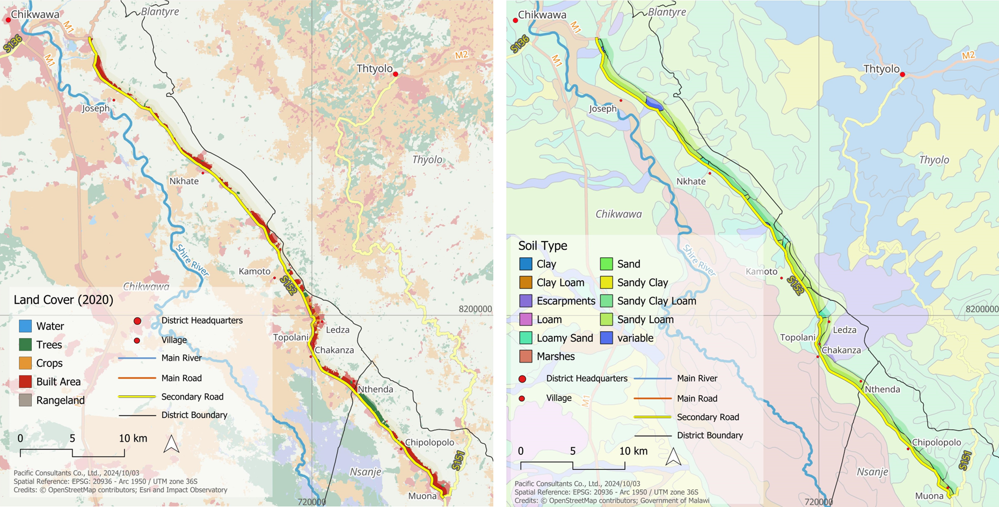 Chikwawa
Blantyre
M1
S136
M1
M2
Thtyolo
Joseph
Thyolo
Nkhate
Shire River
Kamoto
S152
Chikwawa
8200000
Ledza
Topolani
Chakanza
Nthenda
Chipolopolo
S151
Nsanje
Muona
720000
Land Cover (2020)
Water
Trees
Crops
Built Area
Rangeland
District Headquarters
Village
Main River
Main Road
Secondary Road
District Boundary
0 5 10 km
Pacific Consultants Co., Ltd., 2024/10/03
Spatial Reference: EPSG: 20936 - Arc 1950 / UTM zone 36S
Credits: © OpenStreetMap contributors; Esri and Impact Observatory
Chikwawa
Blantyre
M1
S136
M1
M2
Thtyolo
Joseph
Thyolo
Nkhate
Chikwawa
Shire River
Kamoto
S152
8200000
Ledza
Topolani
Chakanza
Nthenda
M1
Chipolopolo
S151
Nsanje
Muona
720000
Soil Type
Clay
Clay Loam
Escarpments
Loam
Loamy Sand
Marshes
Sand
Sandy Clay
Sandy Clay Loam
Sandy Loam
variable
District Headquarters
Village
Main River
Main Road
Secondary Road
District Boundary
0 5 10 km
Pacific Consultants Co., Ltd., 2024/10/03
Spatial Reference: EPSG: 20936 - Arc 1950 / UTM zone 36S
Credits: © OpenStreetMap contributors; Government of Malawi